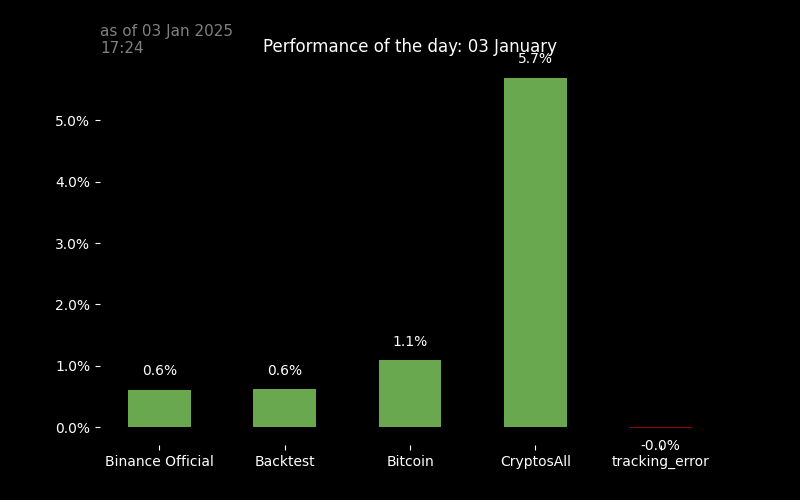 as of 03 Jan 2025
17:24
Performance of the day: 03 January
5.7%
5.0%
4.0%
3.0%
2.0%
1.1%
1.0%
0.6%
0.6%
0.0%
-0.0%
Binance Official
Backtest
Bitcoin
CryptosAll
tracking_error